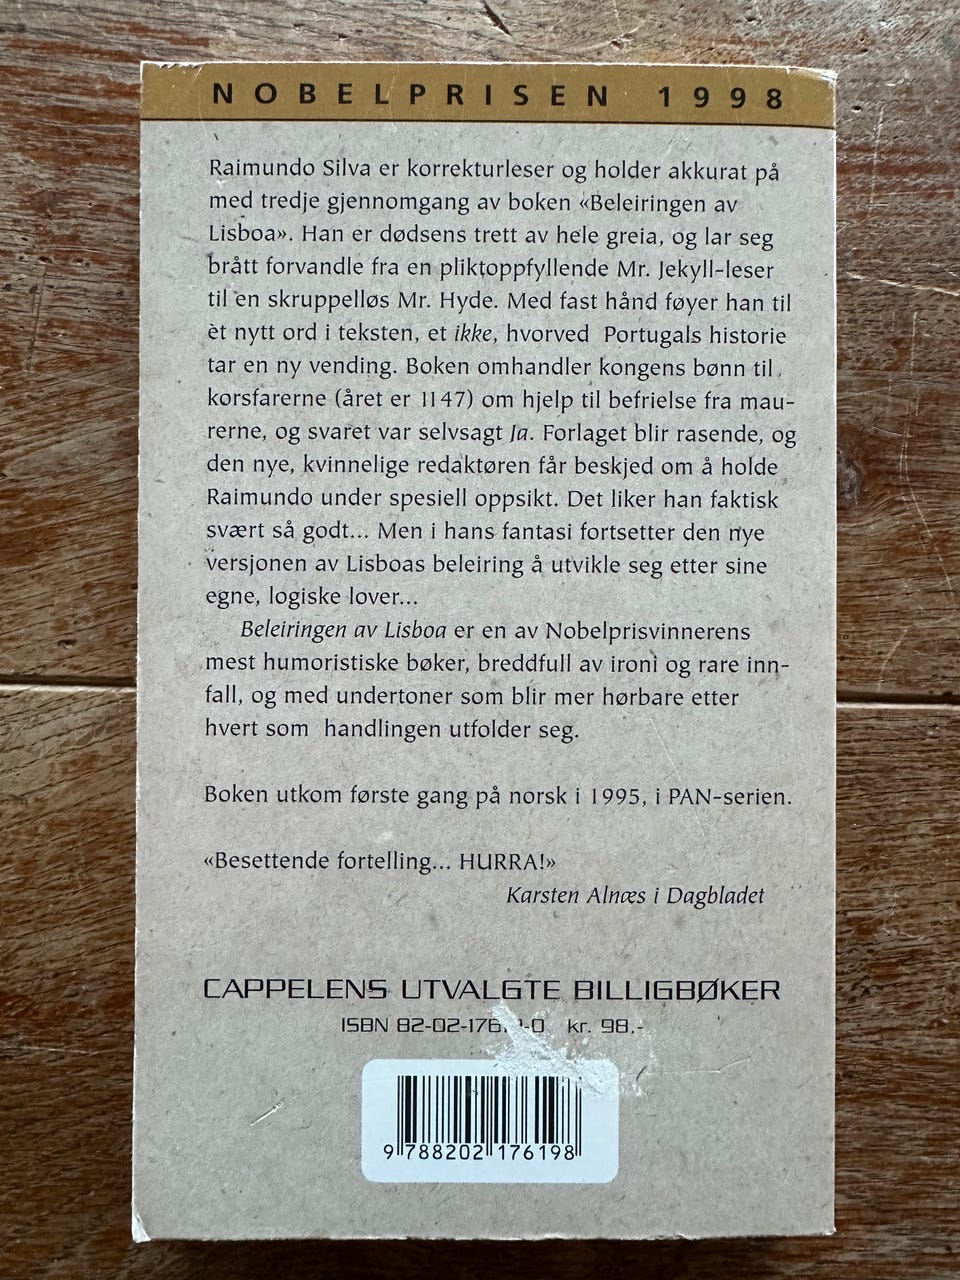 NOBELPRISEN 1998
Raimundo Silva er korrekturleser og holder akkurat på
med tredje gjennomgang av boken «Beleiringen av
Lisboa». Han er dødsens trett av hele greia, og lar seg
brått forvandle fra en pliktoppfyllende Mr. Jekyll-leser
til en skruppelløs Mr. Hyde. Med fast hånd føyer han til
èt nytt ord i teksten, et ikke, hvorved Portugals historie
tar en ny vending. Boken omhandler kongens bønn til
korsfarerne (året er 1147) om hjelp til befrielse fra mau-
rerne, og svaret var selvsagt Ja. Forlaget blir rasende, og
den nye, kvinnelige redaktøren får beskjed om å holde
Raimundo under spesiell oppsikt. Det liker han faktisk
svært så godt... Men i hans fantasi fortsetter den nye
versjonen av Lisboas beleiring å utvikle seg etter sine
egne, logiske lover...
Beleiringen av Lisboa er en av Nobelprisvinnerens
mest humoristiske bøker, breddfull av ironi og rare inn-
fall, og med undertoner som blir mer hørbare etter
hvert som handlingen utfolder seg.
Boken utkom første gang på norsk i 1995, i PAN-serien.
«Besettende fortelling... HURRA!»
Karsten Alnæs i Dagbladet
CAPPELENS UTVALGTE BILLIGBØKER
ISBN kr. 98,-
9 788202 176198